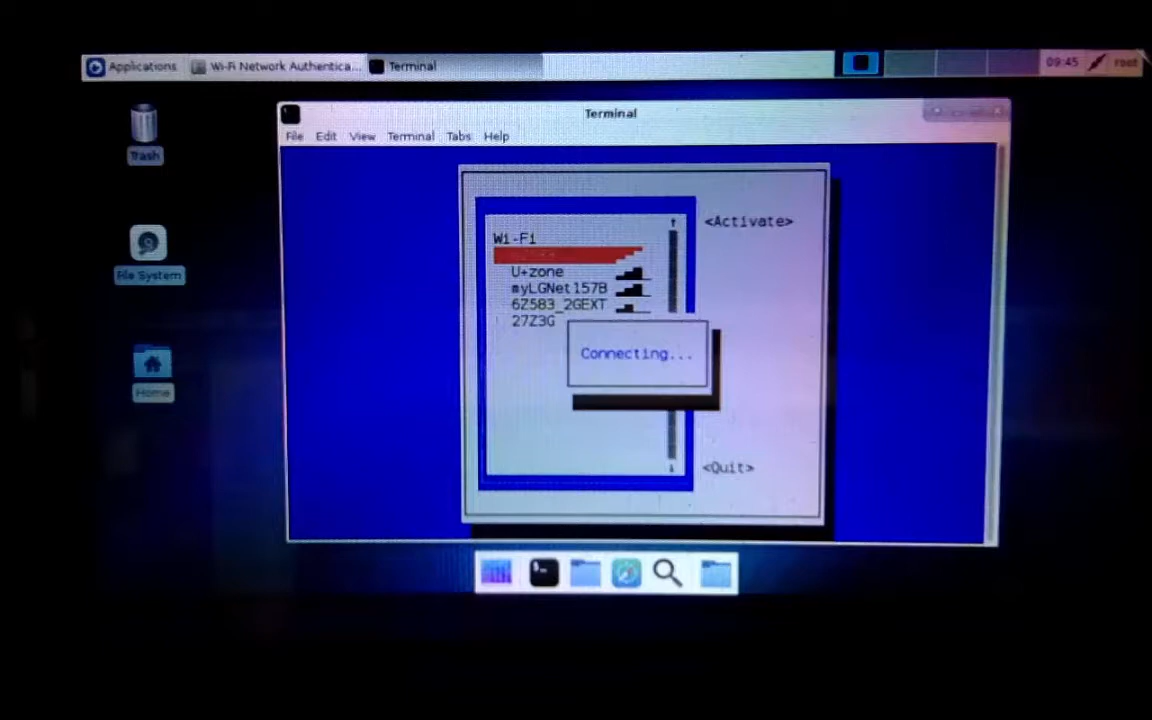 Applications
Wi-Fi Network Authentica...
Terminal
09:45
root
Trash
File System
Home
Terminal
File Edit View Terminal Tabs Help
Wi-Fi
U+zone
myLGNet157B
6Z583_2GEXT
27Z3G
<Activate>
Connecting...
<Quit>